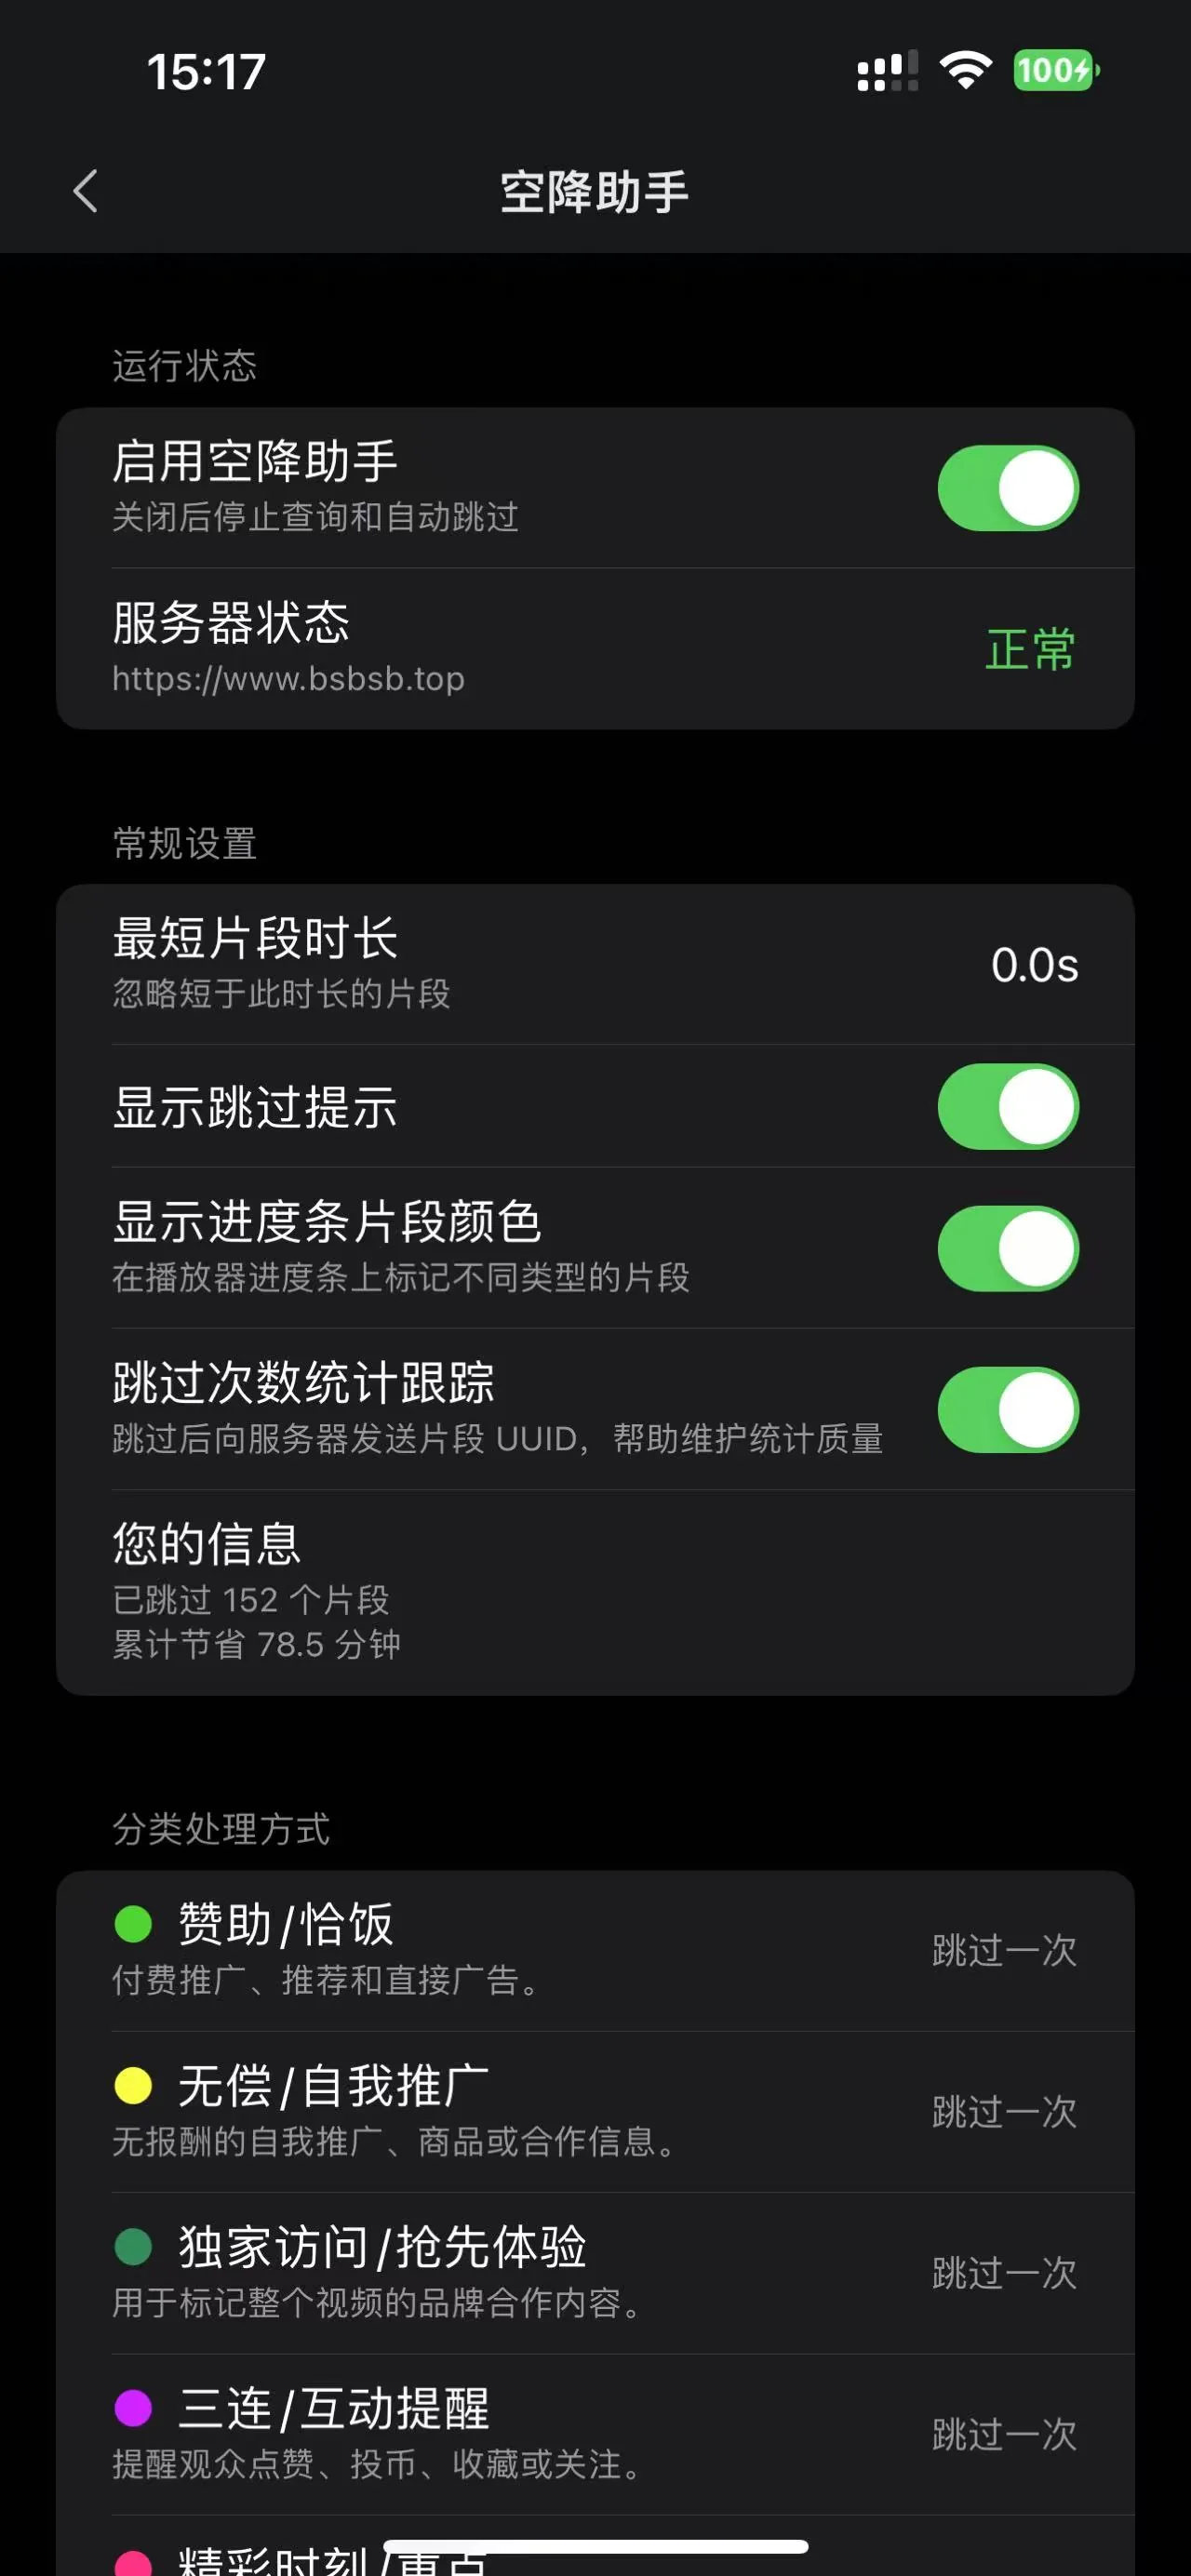 15:17
100
空降助手
运行状态
启用空降助手
关闭后停止查询和自动跳过
服务器状态
https://www.bsbsb.top
正常
常规设置
最短片段时长
忽略短于此时长的片段
0.0s
显示跳过提示
显示进度条片段颜色
在播放器进度条上标记不同类型的片段
跳过次数统计跟踪
跳过后向服务器发送片段 UUID，帮助维护统计质量
您的信息
已跳过 152 个片段
累计节省 78.5 分钟
分类处理方式
赞助/恰饭
付费推广、推荐和直接广告。
跳过一次
无偿/自我推广
无报酬的自我推广、商品或合作信息。
跳过一次
独家访问/抢先体验
用于标记整个视频的品牌合作内容。
跳过一次
三连/互动提醒
提醒观众点赞、投币、收藏或关注。
跳过一次
精彩时刻/重点